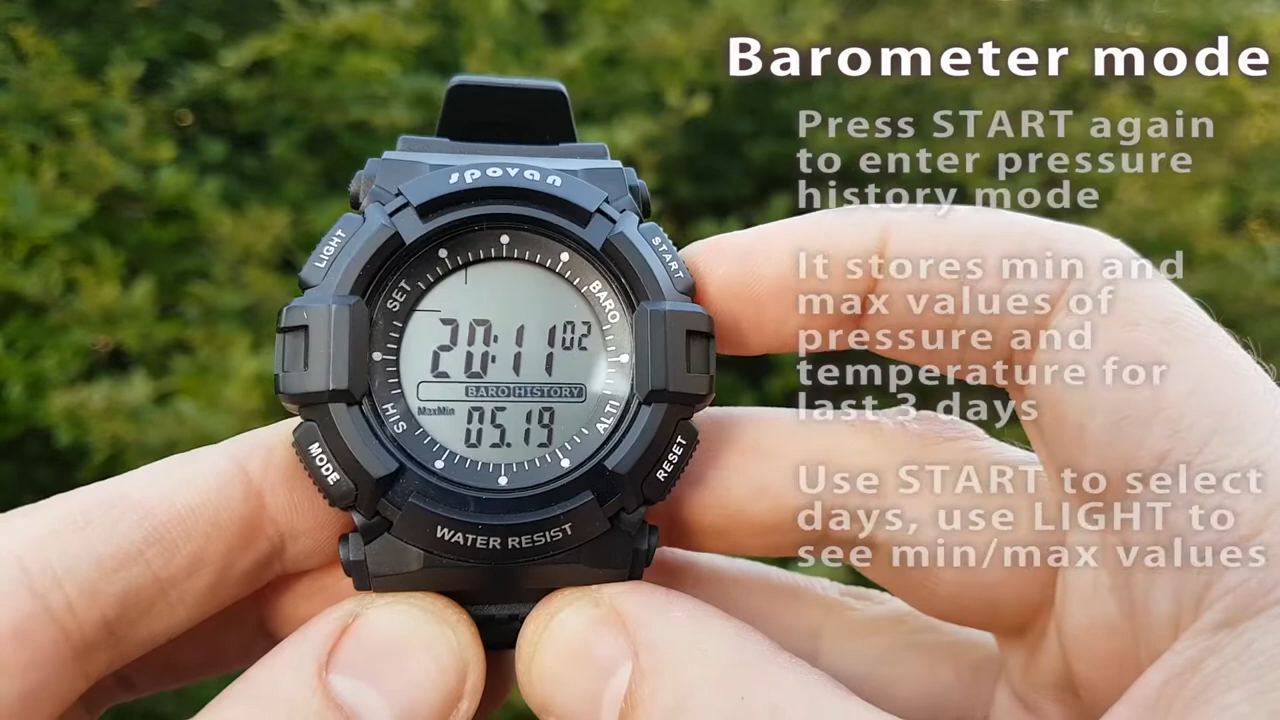 Barometer mode
Press START again
to enter pressure
history mode
It stores min and
max values of
pressure and
temperature for
last 3 days
Use START to select
days, use LIGHT to
see min/max values
spovan
LIGHT
START
SET
BARO
20:11 02
BARO HISTORY
MaxMin
05.19
HIS
ALTI
MODE
RESET
WATER RESIST